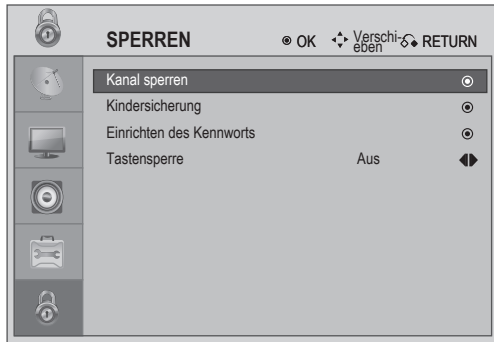 SPERREN OK Verschi-eben RETURN
Kanal sperren
Kindersicherung
Einrichten des Kennworts
Tastensperre Aus